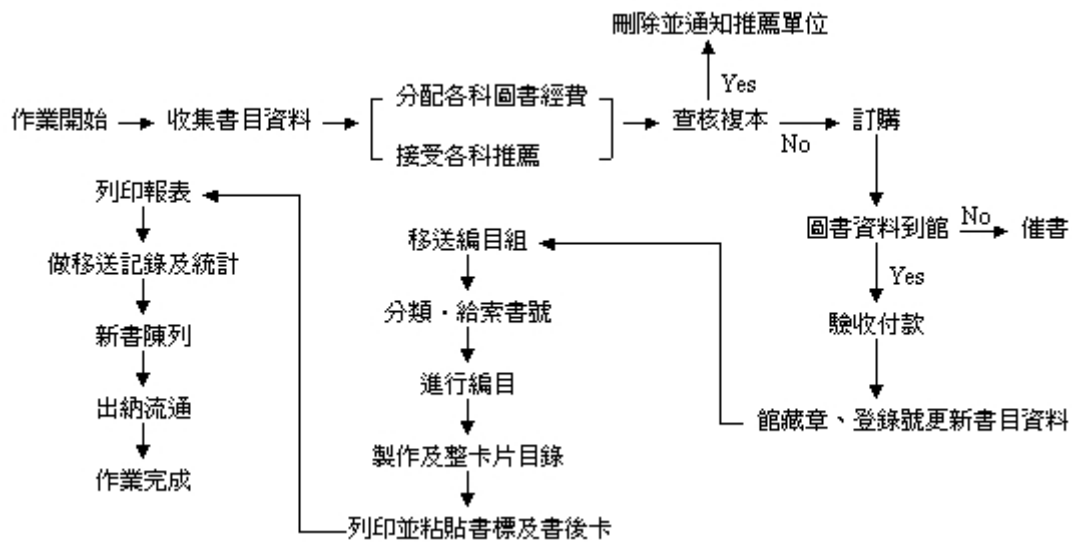 刪除並通知推薦單位
Yes
作業開始
收集書目資料
分配各科圖書經費
接受各科推薦
查核複本
No
訂購
圖書資料到館
No
催書
Yes
驗收付款
館藏章、登錄號更新書目資料
移送編目組
分類．給索書號
進行編目
製作及整卡片目錄
列印並粘貼書標及書後卡
列印報表
做移送記錄及統計
新書陳列
出納流通
作業完成